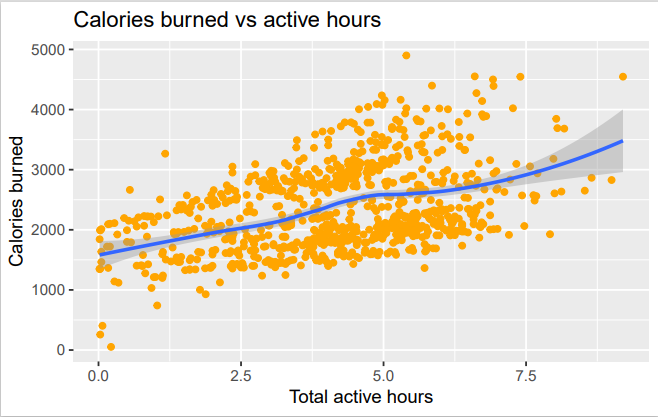 Calories burned vs active hours
5000
4000
3000
2000
1000
0
Calories burned
0.0 2.5 5.0 7.5
Total active hours